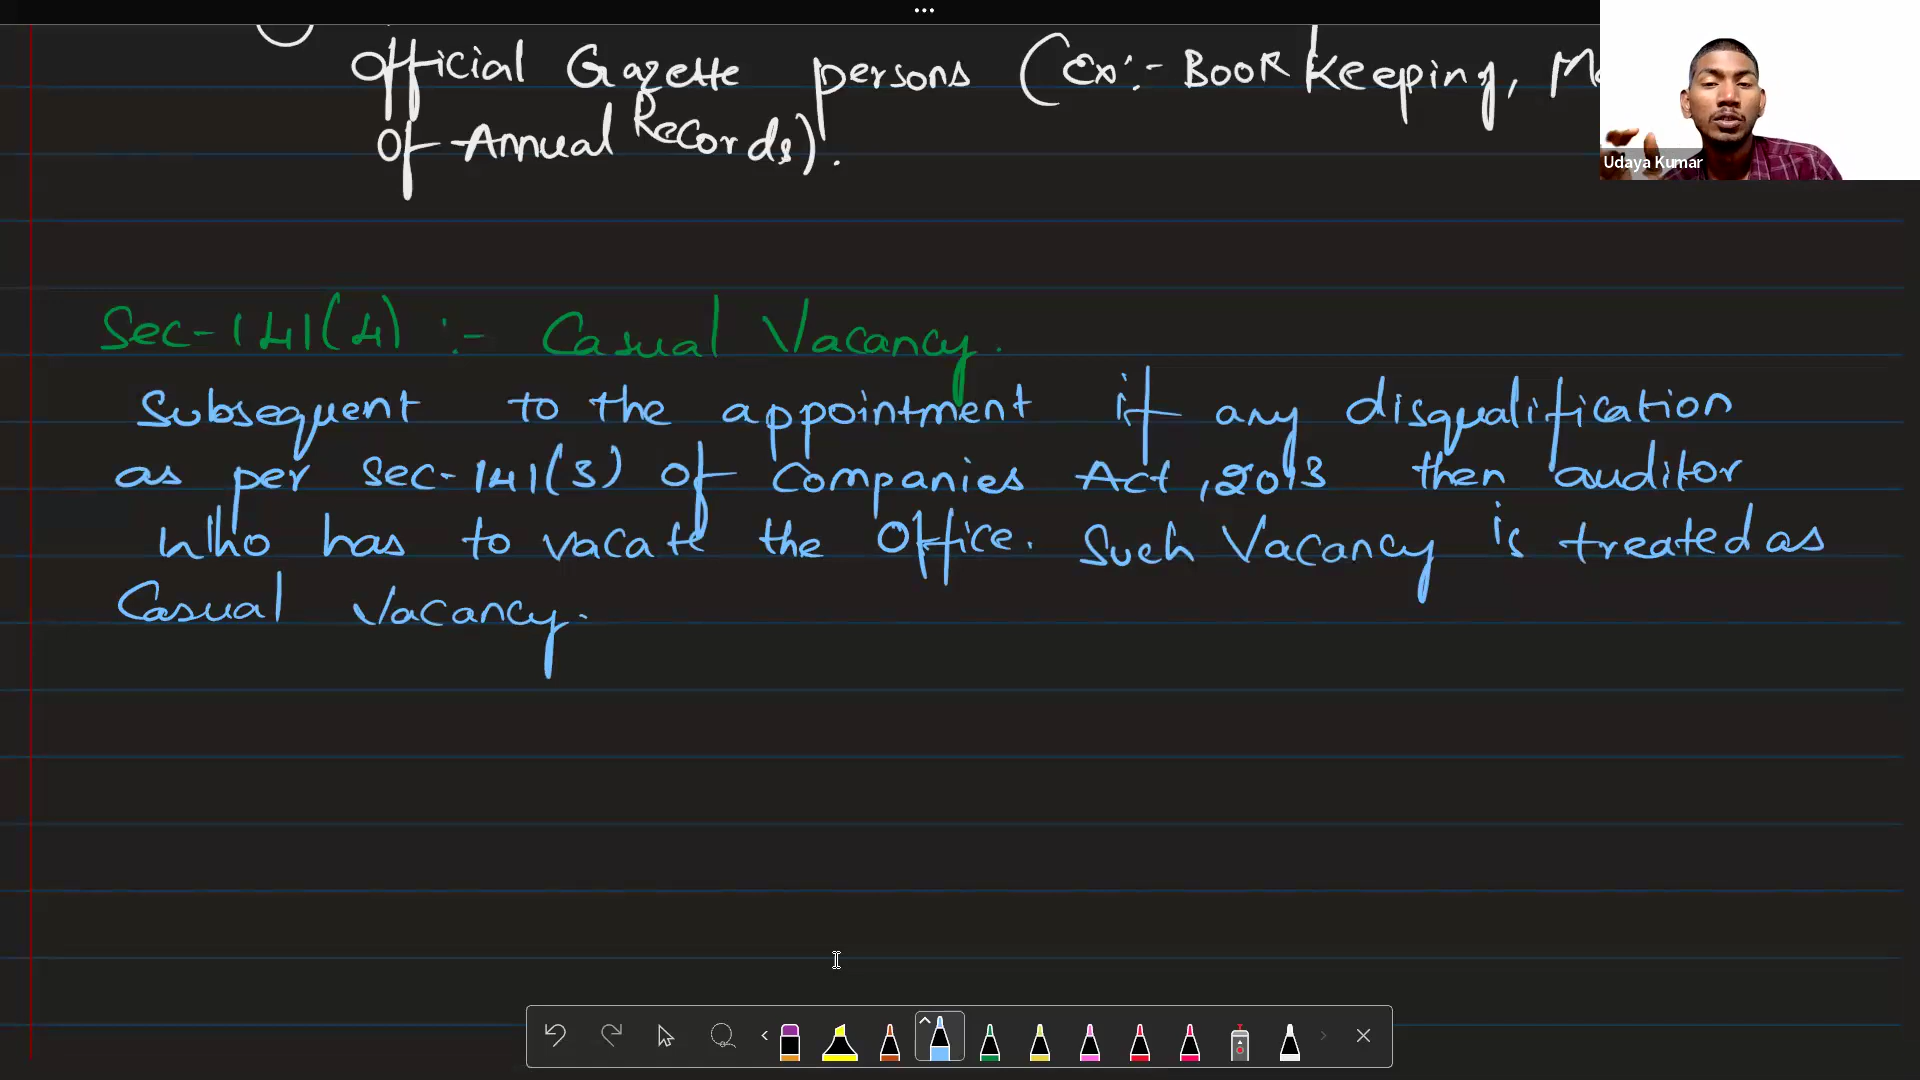 official Gazette persons (Ex:- Book keeping,
of Annual Records).
Udaya Kumar
Sec-141(4) :- Casual Vacancy.
Subsequent to the appointment if any disqualification
as per sec-141(3) of Companies Act, 2013 then auditor
who has to vacate the office. Such Vacancy is treated as
Casual Vacancy.